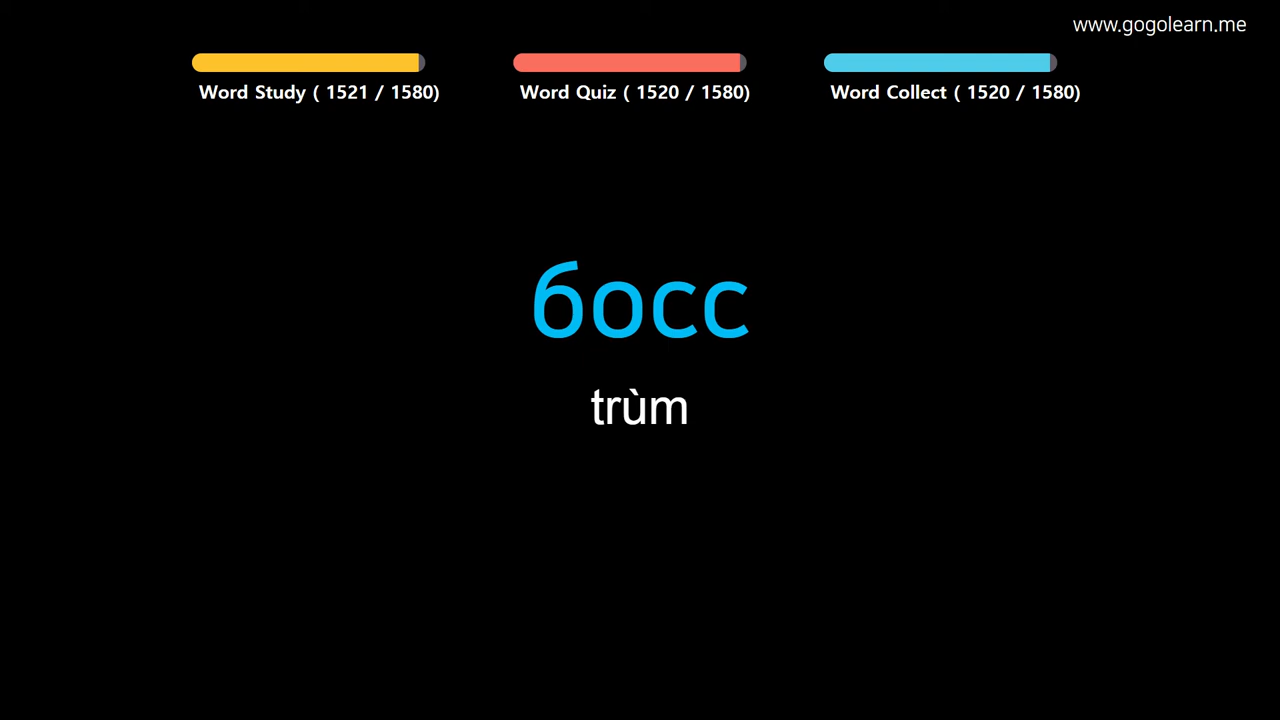 www.gogolearn.me
Word Study ( 1521 / 1580)
Word Quiz ( 1520 / 1580)
Word Collect ( 1520 / 1580)
босс
trùm